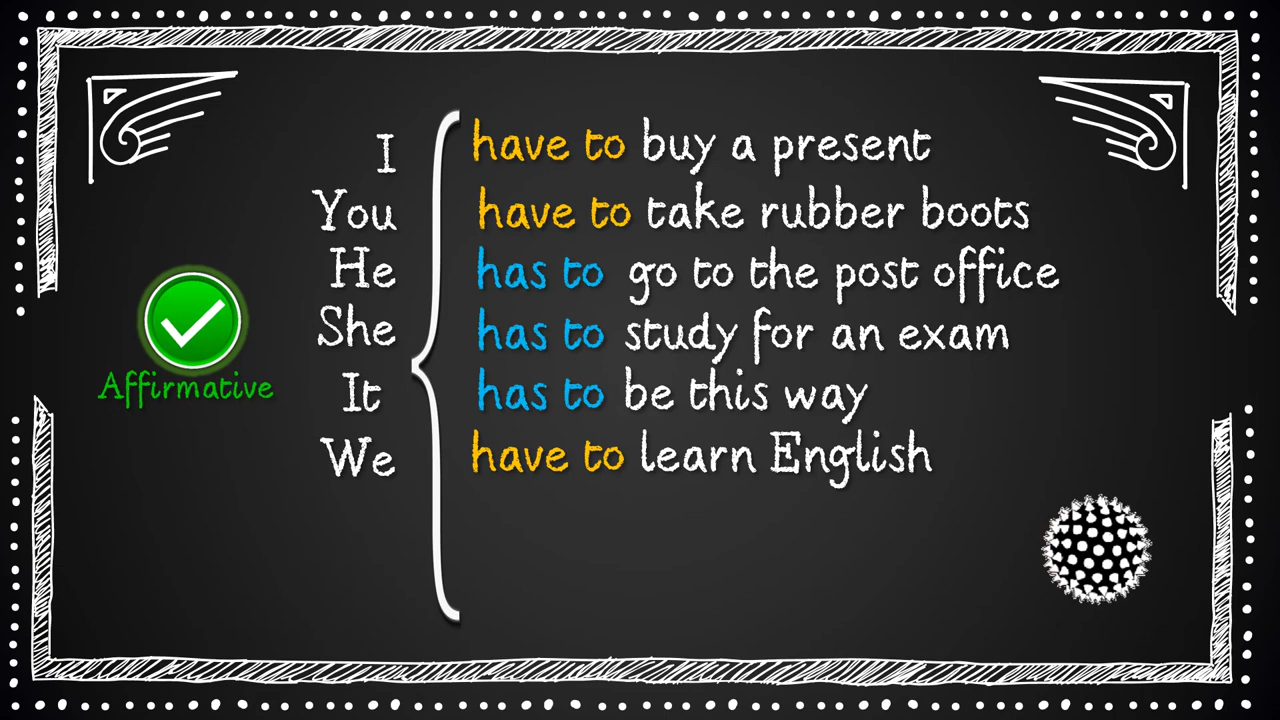 I have to buy a present
You have to take rubber boots
He has to go to the post office
She has to study for an exam
It has to be this way
We have to learn English
Affirmative